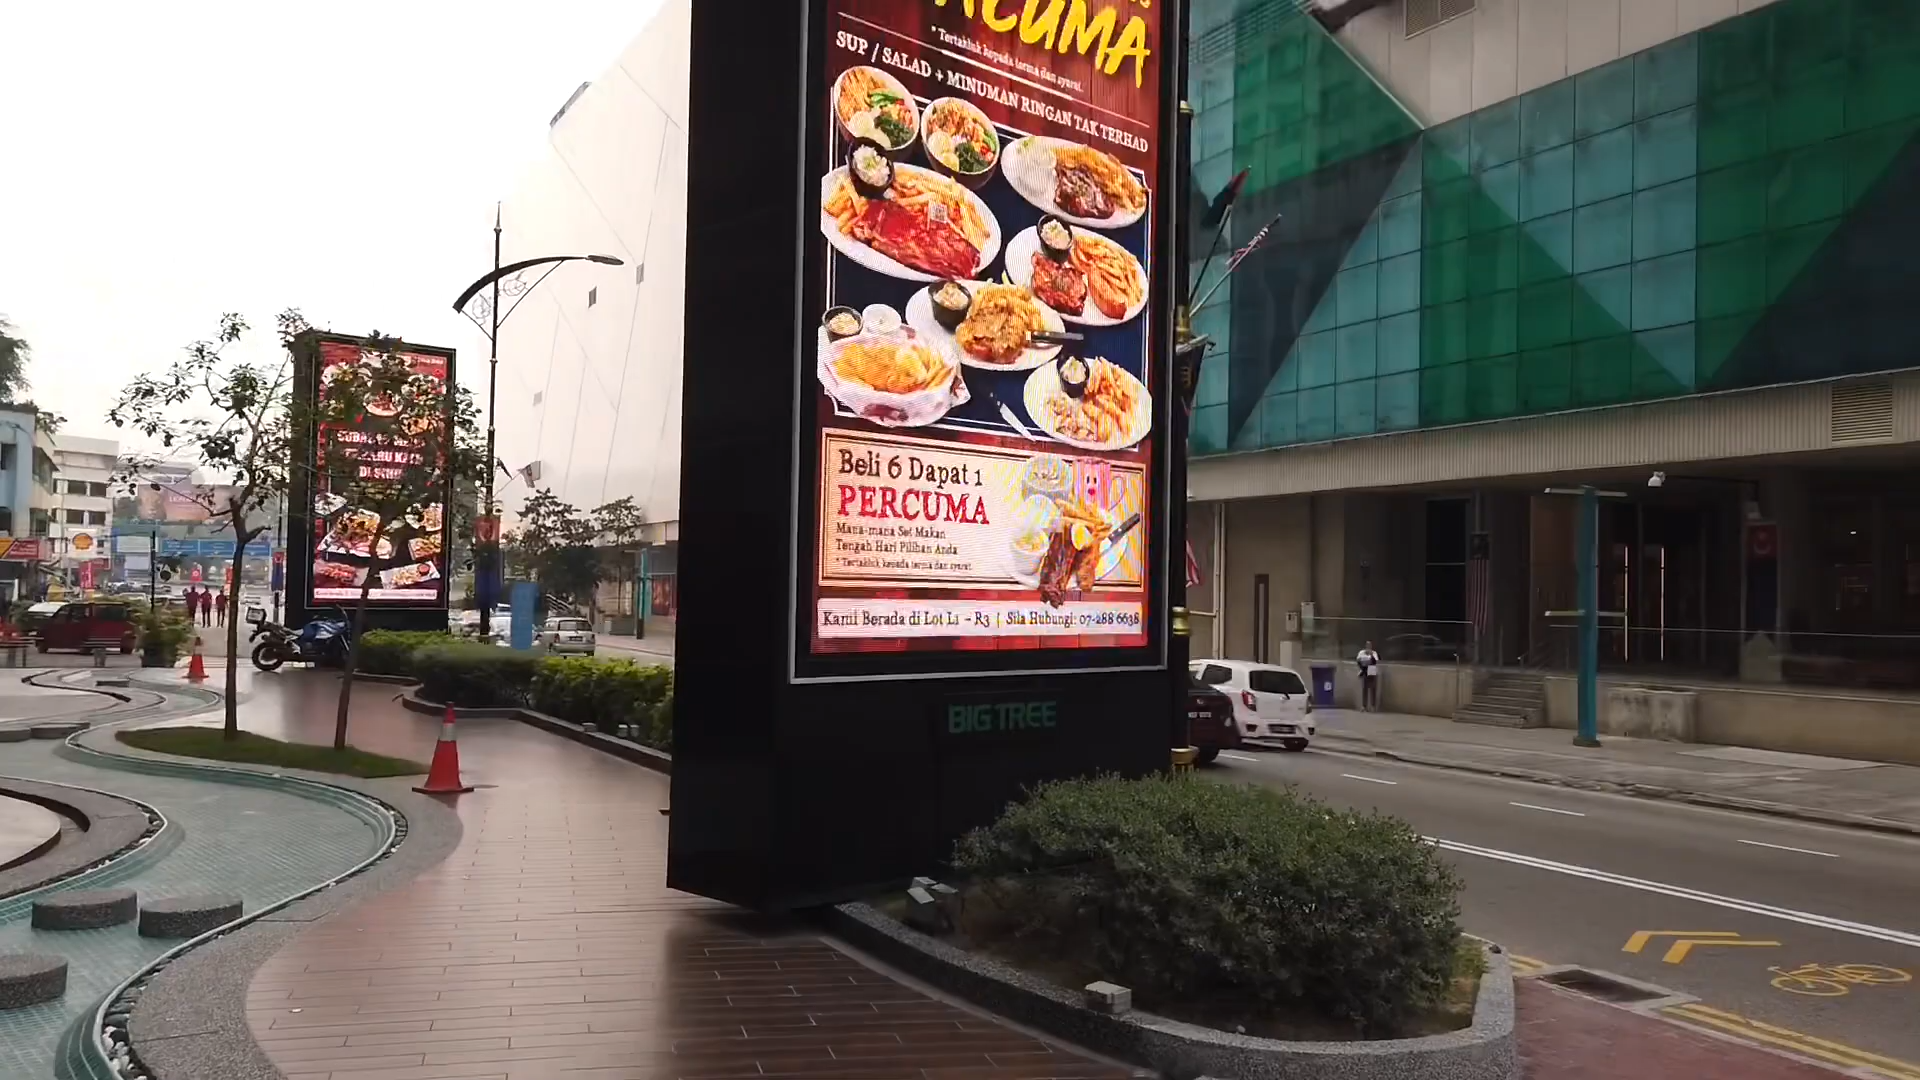 PERCUMA
* Tertakluk kepada terma dan syarat.
SUP / SALAD + MINUMAN RINGAN TAK TERHAD
Beli 6 Dapat 1
PERCUMA
Mana-mana Set Makan
Tengah Hari Pilihan Anda
* Tertakluk kepada terma dan syarat.
Kami Berada di Lot L1 - R3 | Sila Hubungi: 07-288 6638
BIG TREE